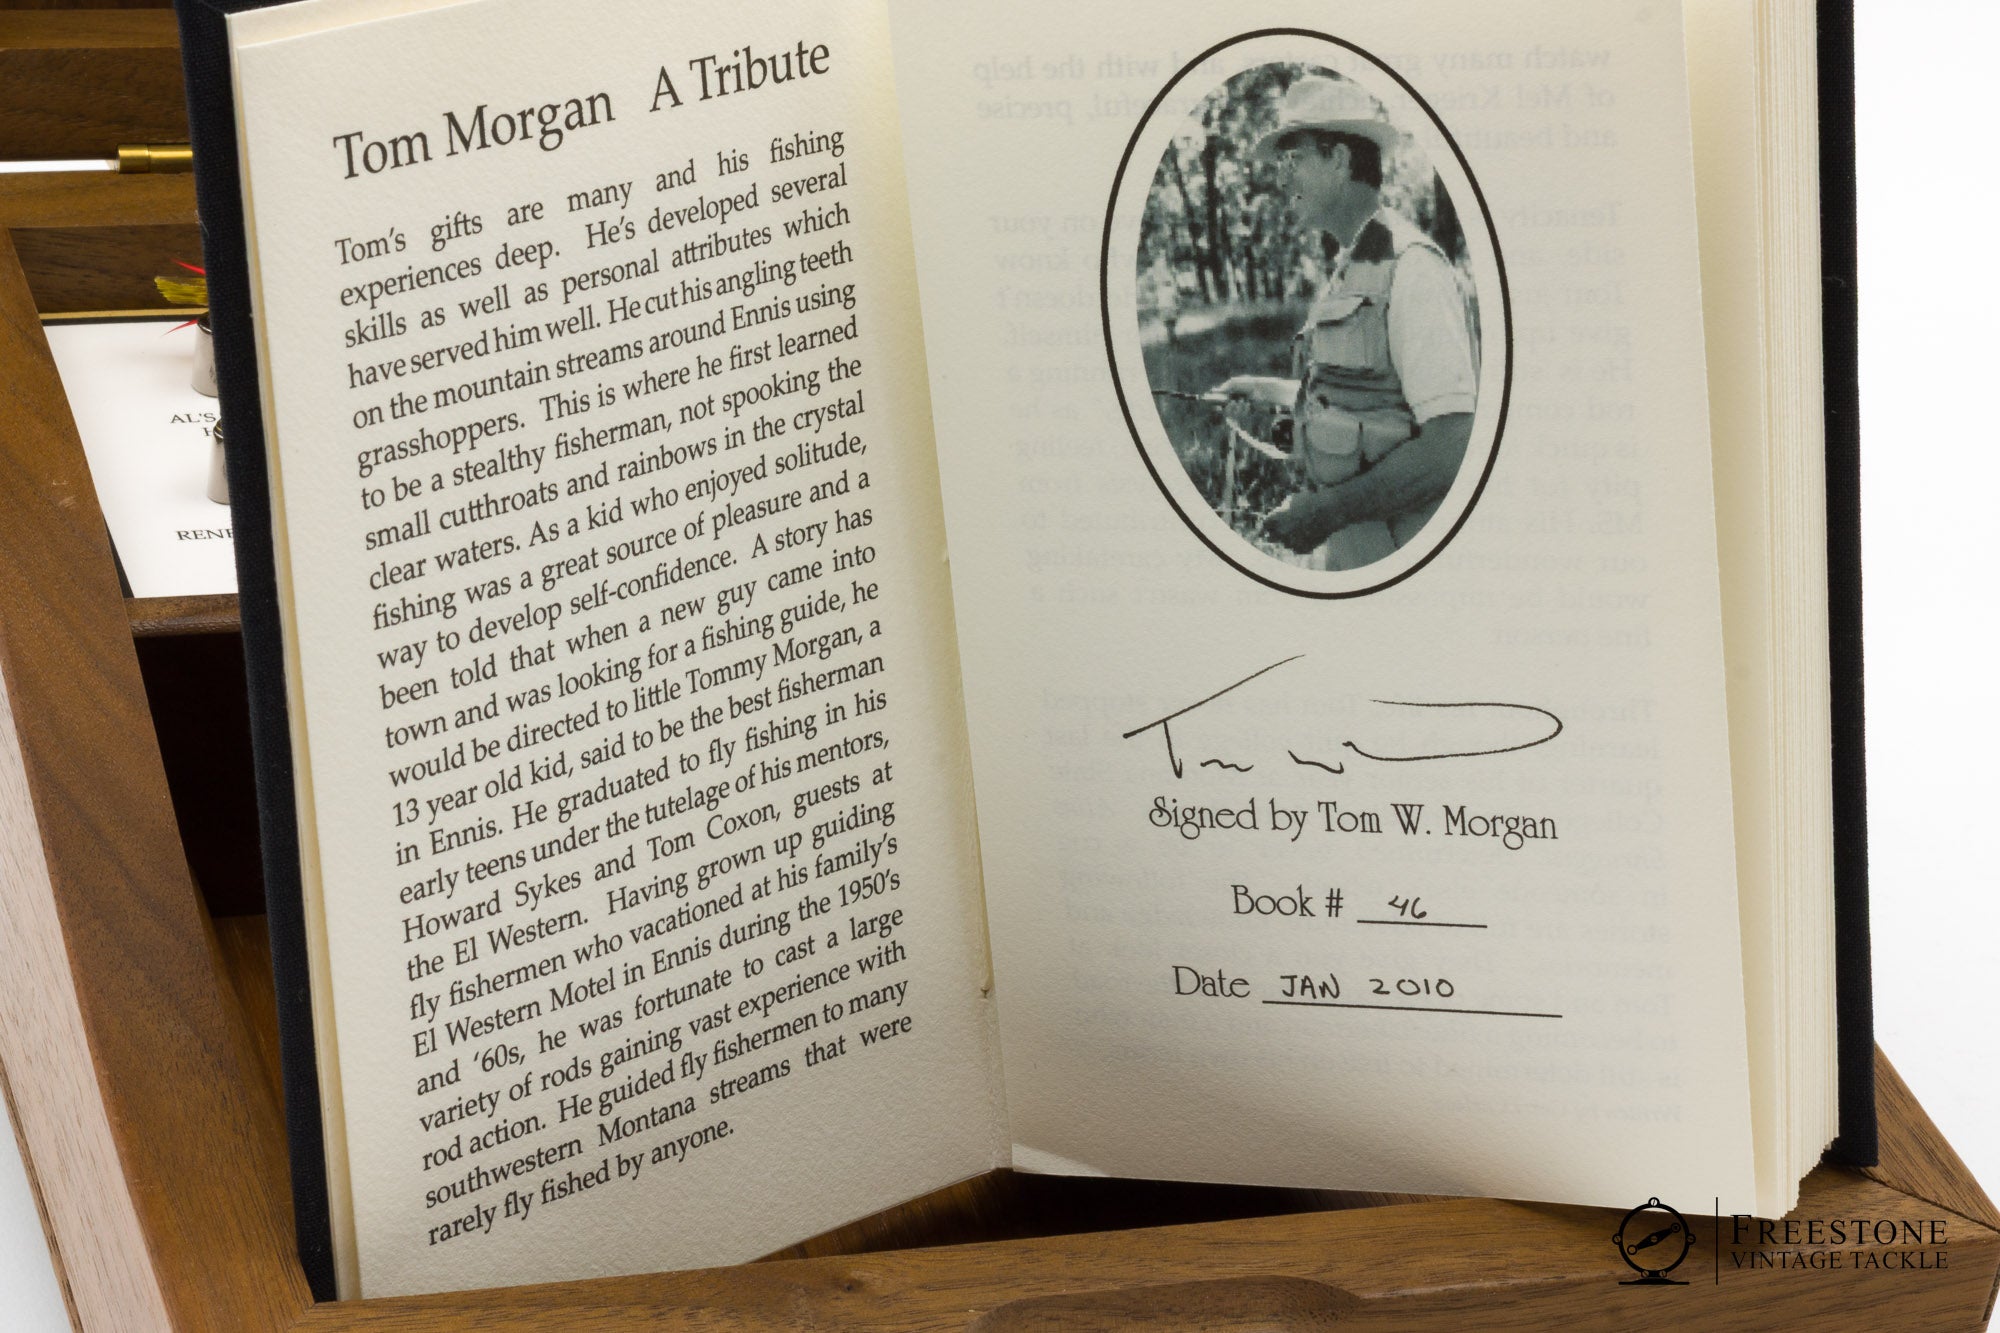 Tom Morgan A Tribute
Tom's gifts are many and his fishing
experiences deep. He's developed several
skills as well as personal attributes which
have served him well. He cut his angling teeth
on the mountain streams around Ennis using
grasshoppers. This is where he first learned
to be a stealthy fisherman, not spooking the
small cutthroats and rainbows in the crystal
clear waters. As a kid who enjoyed solitude,
fishing was a great source of pleasure and a
way to develop self-confidence. A story has
been told that when a new guy came into
town and was looking for a fishing guide, he
would be directed to little Tommy Morgan, a
13 year old kid, said to be the best fisherman
in Ennis. He graduated to fly fishing in his
early teens under the tutelage of his mentors,
Howard Sykes and Tom Coxon, guests at
the El Western. Having grown up guiding
fly fishermen who vacationed at his family's
El Western Motel in Ennis during the 1950's
and '60s, he was fortunate to cast a large
variety of rods gaining vast experience with
rod action. He guided fly fishermen to many
southwestern Montana streams that were
rarely fly fished by anyone.
AL'S
Tom
Signed by Tom W. Morgan
Book # 46
Date JAN 2010
FREESTONE
VINTAGE TACKLE